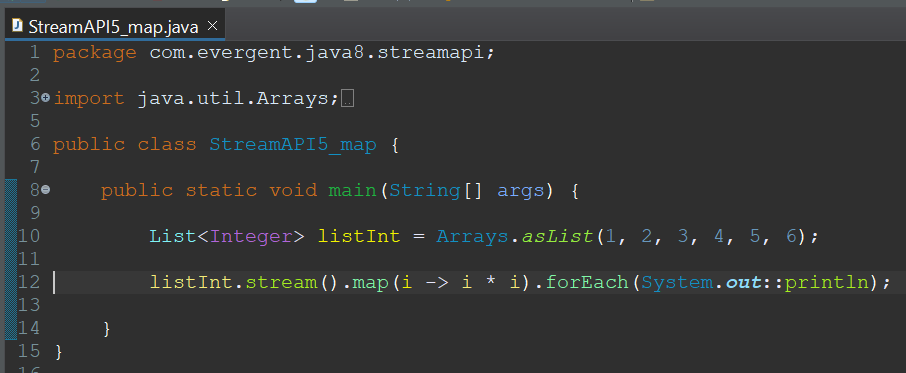 StreamAPI5_map.java
1 package com.evergent.java8.streamapi;
2
3 import java.util.Arrays;
5
6 public class StreamAPI5_map {
7
8 public static void main(String[] args) {
9
10 List<Integer> listInt = Arrays.asList(1, 2, 3, 4, 5, 6);
11
12 listInt.stream().map(i -> i * i).forEach(System.out::println);
13
14 }
15 }
16